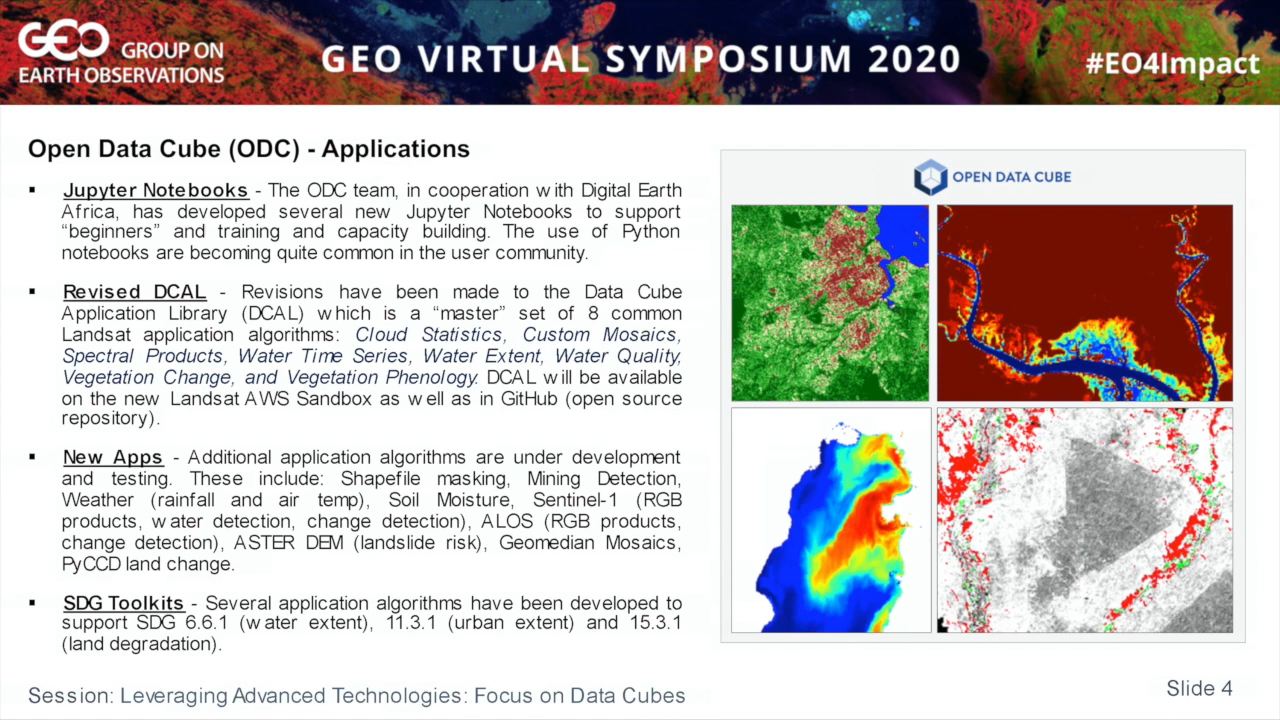 GEO GROUP ON
EARTH OBSERVATIONS
GEO VIRTUAL SYMPOSIUM 2020
#EO4Impact
Open Data Cube (ODC) - Applications
▪ Jupyter Notebooks - The ODC team, in cooperation with Digital Earth
Africa, has developed several new Jupyter Notebooks to support
“beginners” and training and capacity building. The use of Python
notebooks are becoming quite common in the user community.
▪ Revised DCAL - Revisions have been made to the Data Cube
Application Library (DCAL) which is a “master” set of 8 common
Landsat application algorithms: Cloud Statistics, Custom Mosaics,
Spectral Products, Water Time Series, Water Extent, Water Quality,
Vegetation Change, and Vegetation Phenology. DCAL will be available
on the new Landsat AWS Sandbox as well as in GitHub (open source
repository).
▪ New Apps - Additional application algorithms are under development
and testing. These include: Shapefile masking, Mining Detection,
Weather (rainfall and air temp), Soil Moisture, Sentinel-1 (RGB
products, water detection, change detection), ALOS (RGB products,
change detection), ASTER DEM (landslide risk), Geomedian Mosaics,
PyCCD land change.
▪ SDG Toolkits - Several application algorithms have been developed to
support SDG 6.6.1 (water extent), 11.3.1 (urban extent) and 15.3.1
(land degradation).
OPEN DATA CUBE
Session: Leveraging Advanced Technologies: Focus on Data Cubes
Slide 4